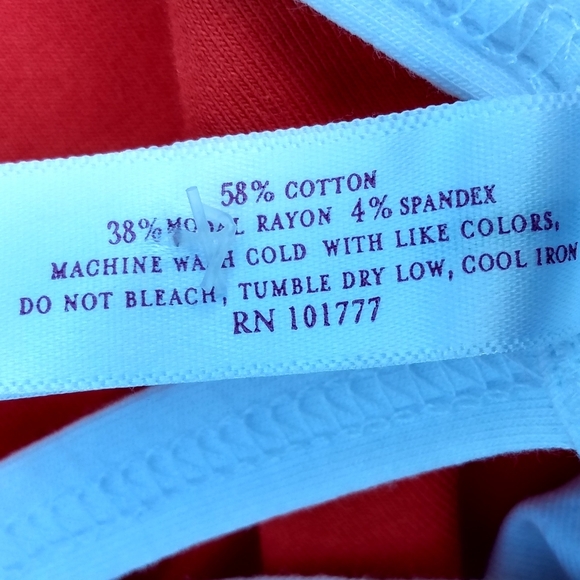 58% COTTON
38% MODAL RAYON 4% SPANDEX
MACHINE WASH COLD WITH LIKE COLORS,
DO NOT BLEACH, TUMBLE DRY LOW, COOL IRON
RN 101777